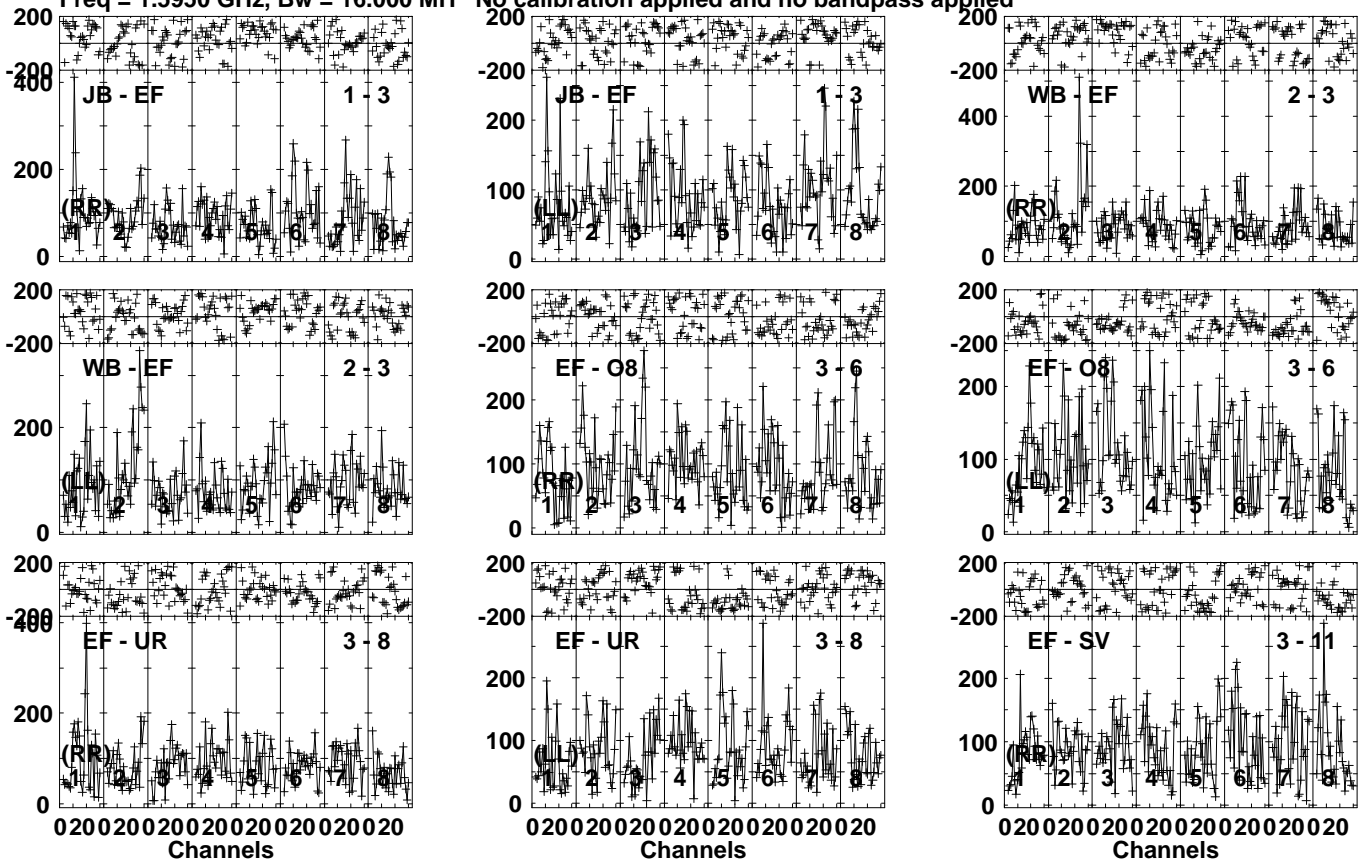 Freq = 1.5950 GHz, Bw = 16.000 MH No calibration applied and no bandpass applied
200 200 200
-200 -200 -200
400 JB - EF 1 - 3 JB - EF 1 - 3 WB - EF 2 - 3
200 200 400
(RR) 100 (LL) 200 (RR)
1 2 3 4 5 6 7 8 1 2 3 4 5 6 7 8 1 2 3 4 5 6 7 8
0 0 0
200 200 200
-200 -200 -200
WB - EF 2 - 3 EF - O8 3 - 6 EF - O8 3 - 6
200 200 200
(LL) 100 (RR) 100 (LL)
1 2 3 4 5 6 7 8 1 2 3 4 5 6 7 8 1 2 3 4 5 6 7 8
0 0 0
200 200 200
-200 -200 -200
400 EF - UR 3 - 8 EF - UR 3 - 8 EF - SV 3 - 11
200 200 200
(RR) 100 (LL) 100 (RR)
1 2 3 4 5 6 7 8 1 2 3 4 5 6 7 8 1 2 3 4 5 6 7 8
0 0 0
0 20 0 20 0 20 0 20 0 20 0 20 0 20 0 20 0 20 0 20 0 20 0 20 0 20 0 20 0 20 0 20 0 20 0 20 0 20 0 20 0 20 0 20 0 20 0 20
Channels Channels Channels